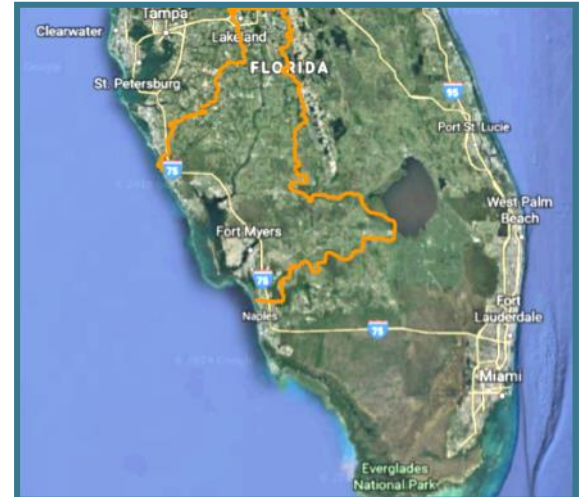 Tampa
Clearwater
Lakeland
FLORIDA
St. Petersburg
95
Port St. Lucie
75
West Palm
Beach
Fort Myers
75
Fort
Lauderdale
Naples
75
Miami
Everglades
National Park